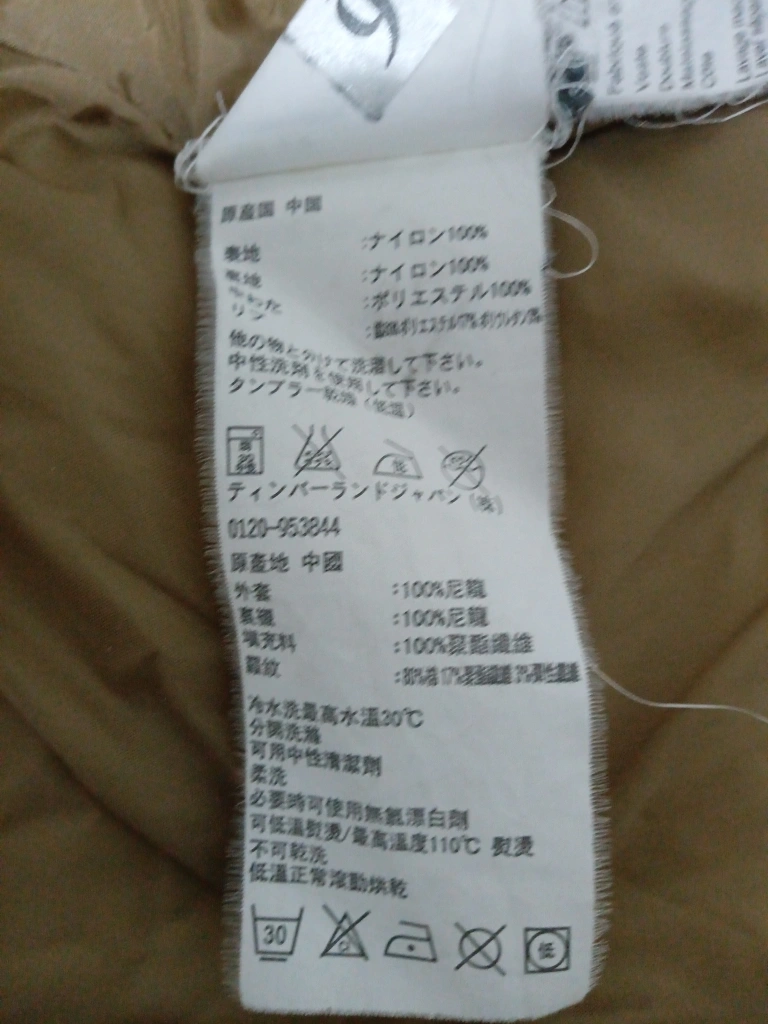 原産国 中国
表地 :ナイロン100%
裏地 :ナイロン100%
中わた :ポリエステル100%
リブ
他の物と分けて洗濯して下さい。
中性洗剤を使用して下さい。
タンブラー乾燥(低温)
ティンバーランドジャパン(株)
0120-953844
原產地 中國
外套 :100%尼龍
裏襯 :100%尼龍
填充料 :100%聚酯纖維
羅紋
冷水洗最高水溫30℃
分開洗滌
可用中性清潔劑
柔洗
必要時可使用無氯漂白劑
可低溫熨燙/最高溫度110℃ 熨燙
不可乾洗
低溫正常滾動烘乾
30
低